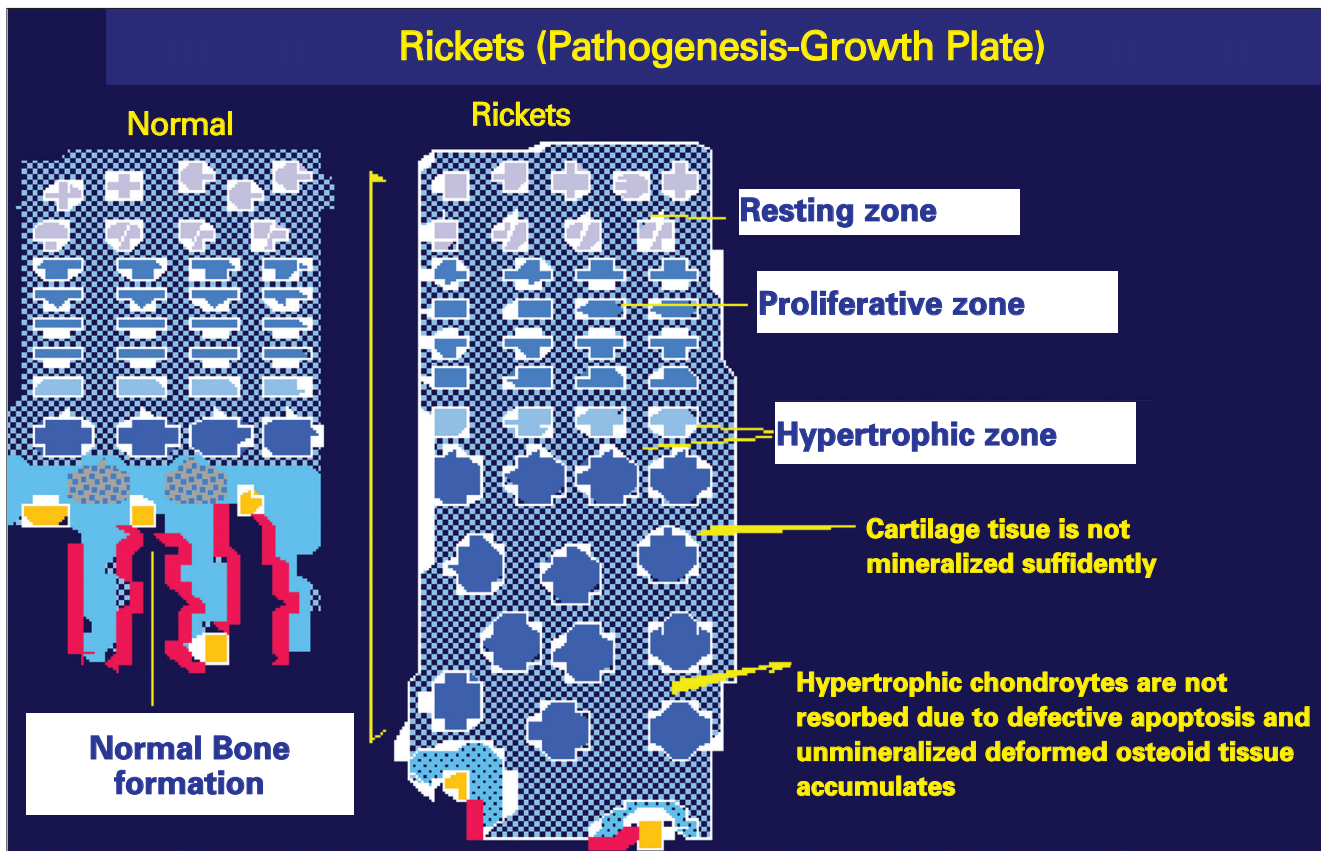 Rickets (Pathogenesis-Growth Plate)
Normal
Rickets
Resting zone
Proliferative zone
Hypertrophic zone
Cartilage tisue is not
mineralized suffidently
Hypertrophic chondroytes are not
resorbed due to defective apoptosis and
unmineralized deformed osteoid tissue
accumulates
Normal Bone
formation